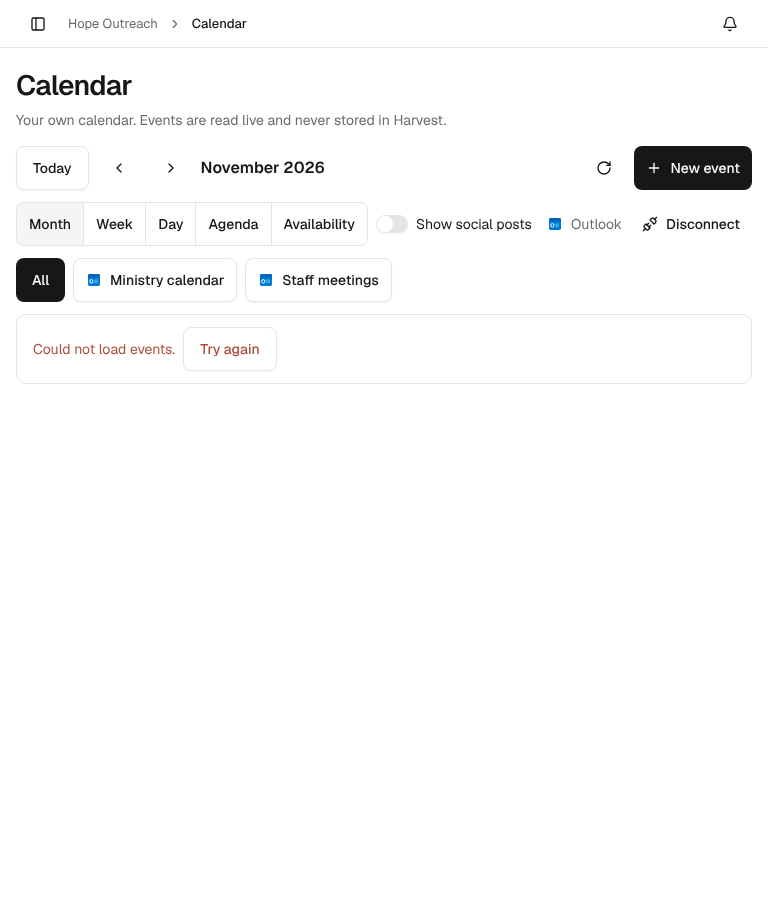 Hope Outreach Calendar
Calendar
Your own calendar. Events are read live and never stored in Harvest.
Today November 2026 New event
Month Week Day Agenda Availability Show social posts Outlook Disconnect
All Ministry calendar Staff meetings
Could not load events. Try again